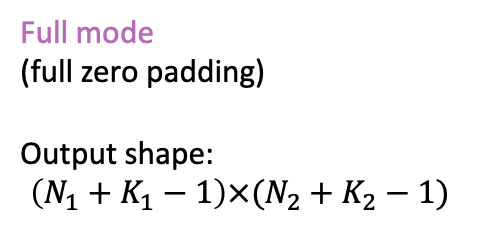 Full mode
(full zero padding)
Output shape:
(N₁ + K₁ − 1)×(N₂ + K₂ − 1)